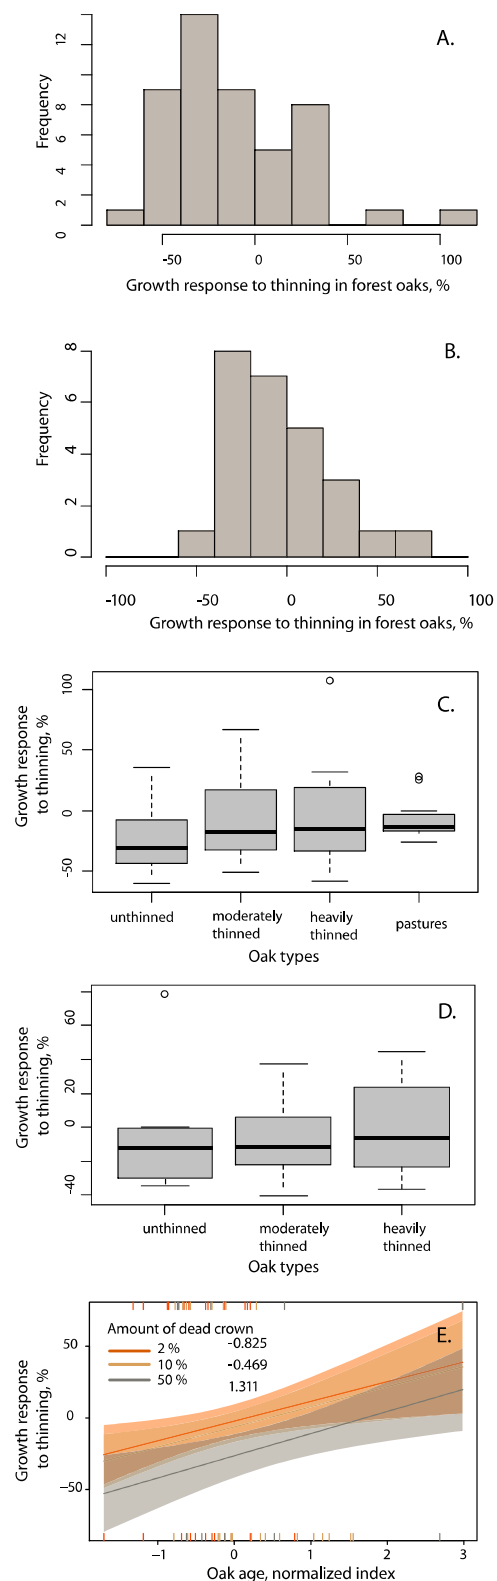 A.
12
8
6
4
2
0
Frequency
-50
0
50
100
Growth response to thinning in forest oaks, %
B.
8
6
4
2
0
Frequency
-100
-50
0
50
100
Growth response to thinning in forest oaks, %
C.
100
50
0
-50
Growth response
to thinning, %
unthinned
moderately
thinned
heavily
thinned
pastures
Oak types
D.
60
20
0
-40
Growth response
to thinning, %
unthinned
moderately
thinned
heavily
thinned
Oak types
E.
Amount of dead crown
2 % -0.825
10 % -0.469
50 % 1.311
50
0
−50
Growth response
to thinning, %
−1
0
1
2
3
Oak age, normalized index